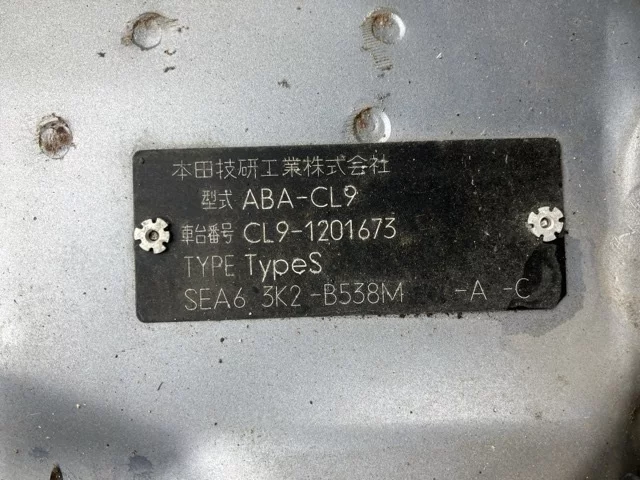 本田技研工業株式会社
型式 ABA-CL9
車台番号 CL9-1201673
TYPE TypeS
SEA6 3K2 -B538M -A -C